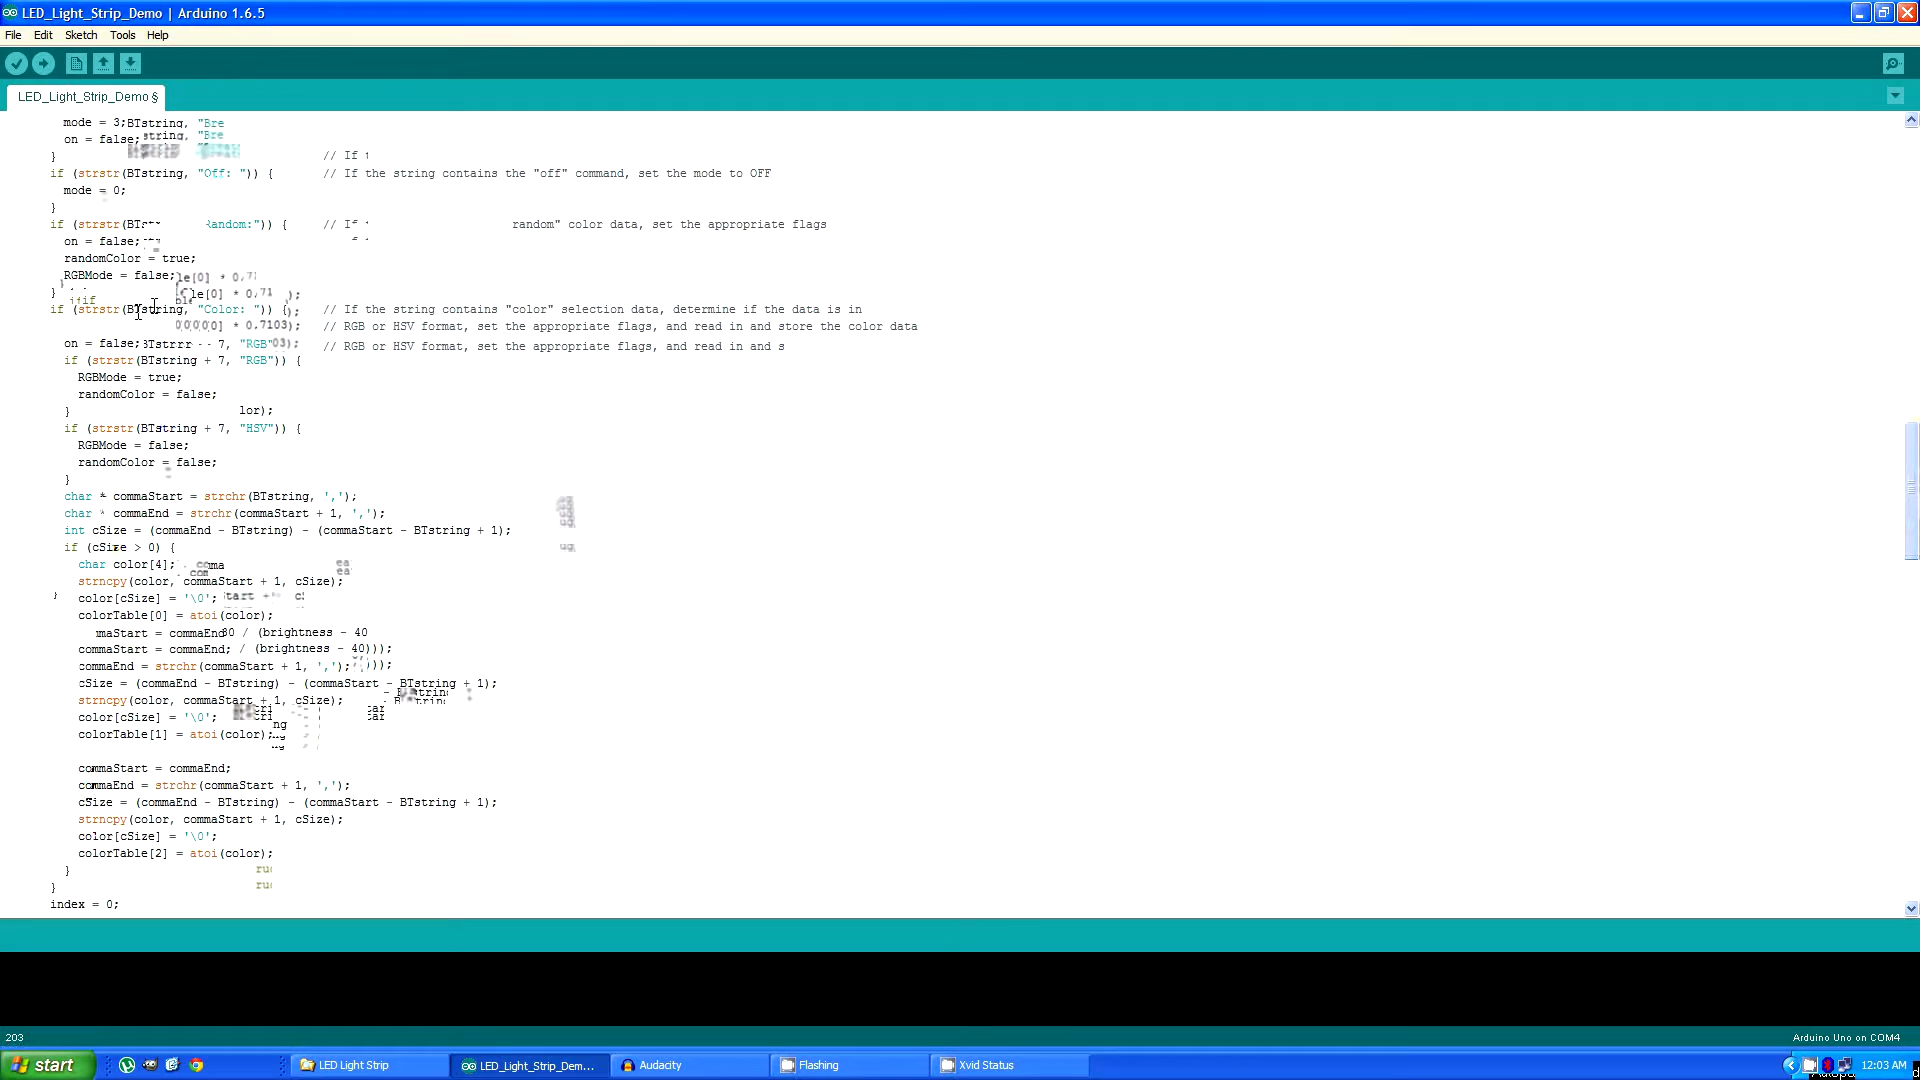 LED_Light_Strip_Demo | Arduino 1.6.5
File Edit Sketch Tools Help
LED_Light_Strip_Demo §
mode = 3;BTstring, "Bre
on = false; string, "Bre
} // If t
if (strstr(BTstring, "Off: ")) { // If the string contains the "off" command, set the mode to OFF
mode = 0;
}
if (strstr(BTst Random:")) { // If random" color data, set the appropriate flags
on = false;
randomColor = true;
RGBMode = false; le[0] * 0.71
} le[0] * 0.71 );
if (strstr(BTstring, "Color: ")) { // If the string contains "color" selection data, determine if the data is in
0] * 0.7103); // RGB or HSV format, set the appropriate flags, and read in and store the color data
on = false; 7, "RGB" 03); // RGB or HSV format, set the appropriate flags, and read in and s
if (strstr(BTstring + 7, "RGB")) {
RGBMode = true;
randomColor = false;
} lor);
if (strstr(BTstring + 7, "HSV")) {
RGBMode = false;
randomColor = false;
}
char * commaStart = strchr(BTstring, ',');
char * commaEnd = strchr(commaStart + 1, ',');
int cSize = (commaEnd - BTstring) - (commaStart - BTstring + 1);
if (cSize > 0) {
char color[4]; comma
strncpy(color, commaStart + 1, cSize);
} color[cSize] = '\0'; tart +
colorTable[0] = atoi(color);
maStart = commaEnd80 / (brightness - 40
commaStart = commaEnd; / (brightness - 40)));
commaEnd = strchr(commaStart + 1, ',');
cSize = (commaEnd - BTstring) - (commaStart - BTstring + 1);
strncpy(color, commaStart + 1, cSize);
color[cSize] = '\0';
colorTable[1] = atoi(color);
commaStart = commaEnd;
commaEnd = strchr(commaStart + 1, ',');
cSize = (commaEnd - BTstring) - (commaStart - BTstring + 1);
strncpy(color, commaStart + 1, cSize);
color[cSize] = '\0';
colorTable[2] = atoi(color);
}
}
index = 0;
203 Arduino Uno on COM4
start LED Light Strip LED_Light_Strip_Dem... Audacity Flashing Xvid Status 12:03 AM